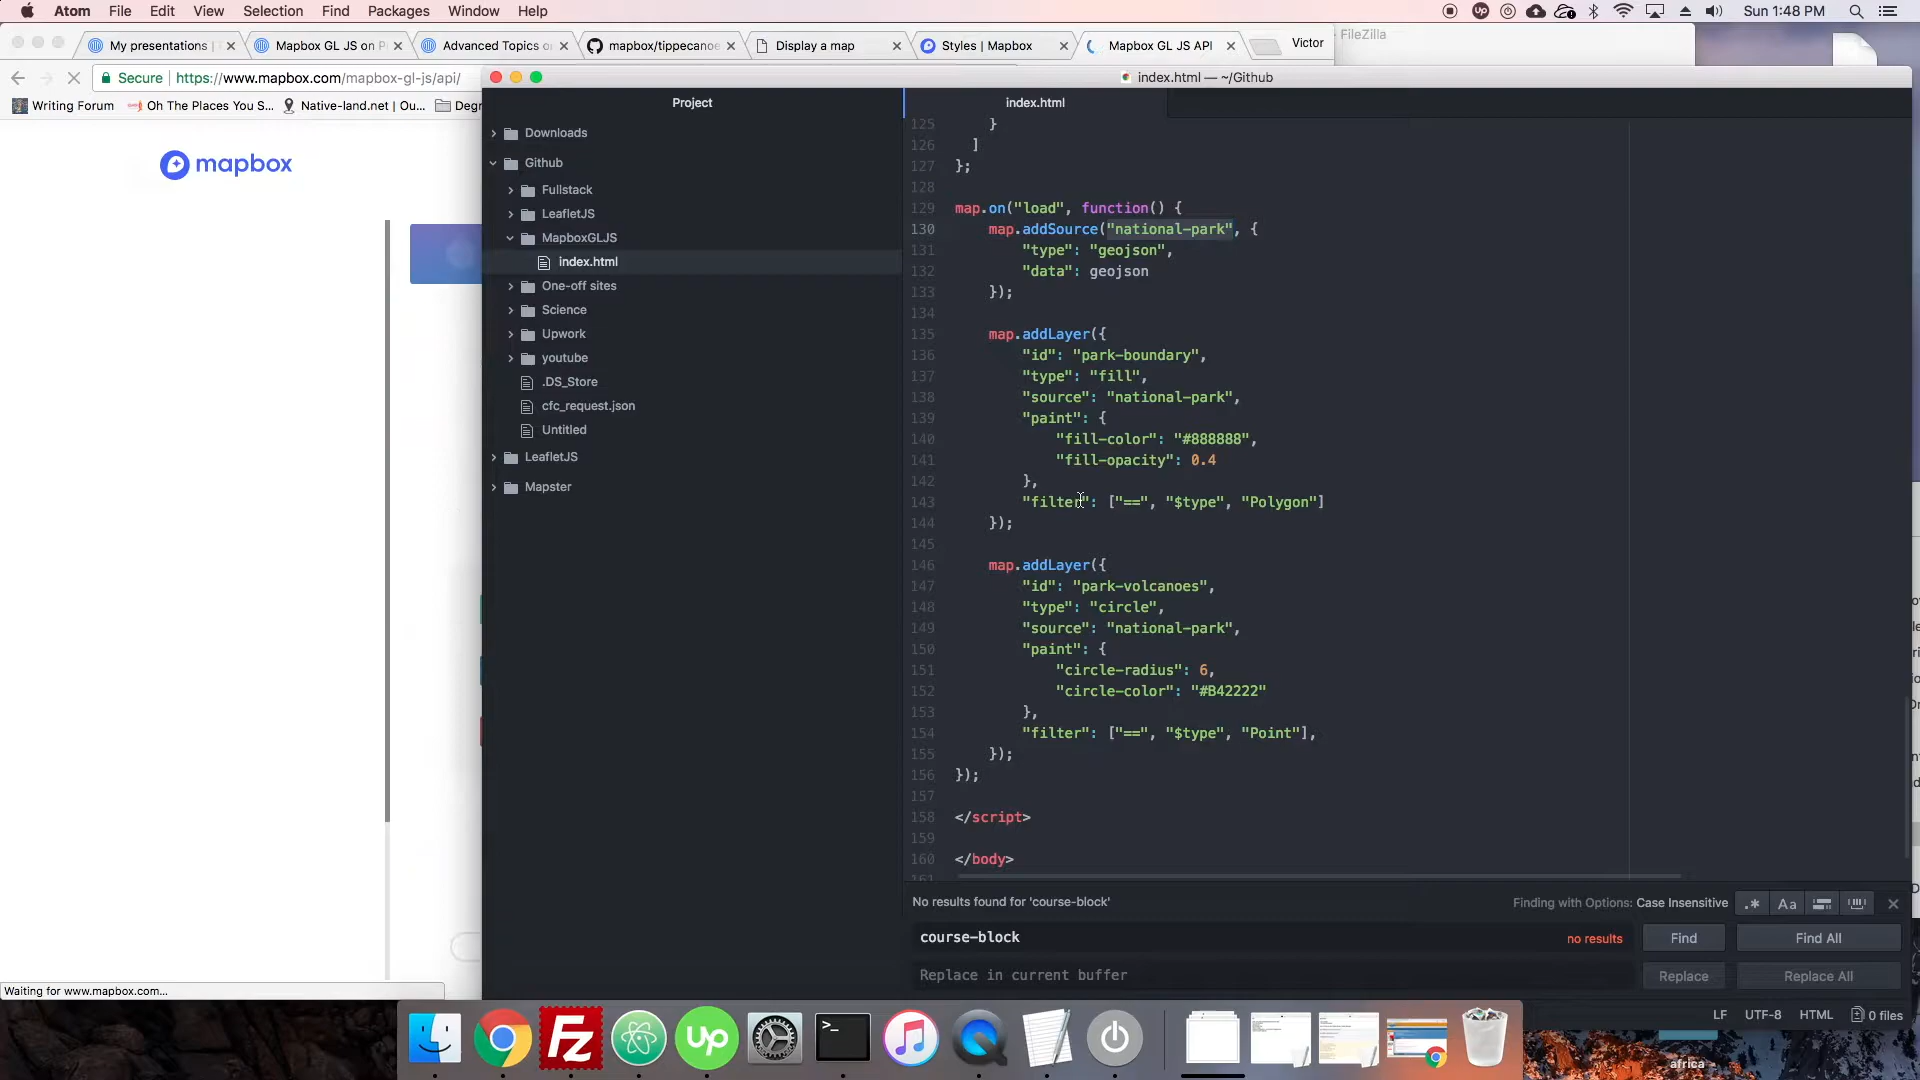 Atom File Edit View Selection Find Packages Window Help
Sun 1:48 PM
My presentations
Mapbox GL JS on P
Advanced Topics o
mapbox/tippecanoe
Display a map
Styles | Mapbox
Mapbox GL JS API
Victor
FileZilla
Secure https://www.mapbox.com/mapbox-gl-js/api/
index.html — ~/Github
Writing Forum
Oh The Places You S...
Native-land.net | Ou...
Degr
Project
index.html
mapbox
Downloads
Github
Fullstack
LeafletJS
MapboxGLJS
index.html
One-off sites
Science
Upwork
youtube
.DS_Store
cfc_request.json
Untitled
LeafletJS
Mapster
125 }
126 ]
127 };
128
129 map.on("load", function() {
130 map.addSource("national-park", {
131 "type": "geojson",
132 "data": geojson
133 });
134
135 map.addLayer({
136 "id": "park-boundary",
137 "type": "fill",
138 "source": "national-park",
139 "paint": {
140 "fill-color": "#888888",
141 "fill-opacity": 0.4
142 },
143 "filter": ["==", "$type", "Polygon"]
144 });
145
146 map.addLayer({
147 "id": "park-volcanoes",
148 "type": "circle",
149 "source": "national-park",
150 "paint": {
151 "circle-radius": 6,
152 "circle-color": "#B42222"
153 },
154 "filter": ["==", "$type", "Point"],
155 });
156 });
157
158 </script>
159
160 </body>
161
No results found for 'course-block'
Finding with Options: Case Insensitive
.* Aa
course-block
no results
Find
Find All
Replace in current buffer
Replace
Replace All
Waiting for www.mapbox.com...
LF UTF-8 HTML 0 files
Fz
up
>_
africa